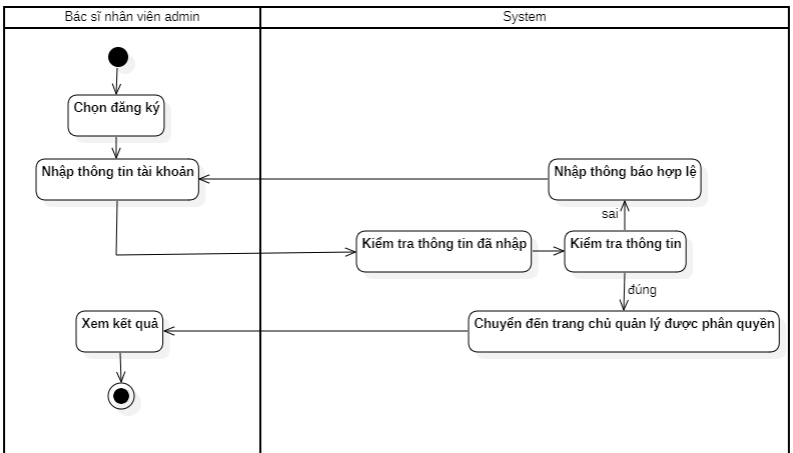 Bác sĩ nhân viên admin
System
Chọn đăng ký
Nhập thông tin tài khoản
Nhập thông báo hợp lệ
sai
Kiểm tra thông tin đã nhập
Kiểm tra thông tin
đúng
Xem kết quả
Chuyển đến trang chủ quản lý được phân quyền